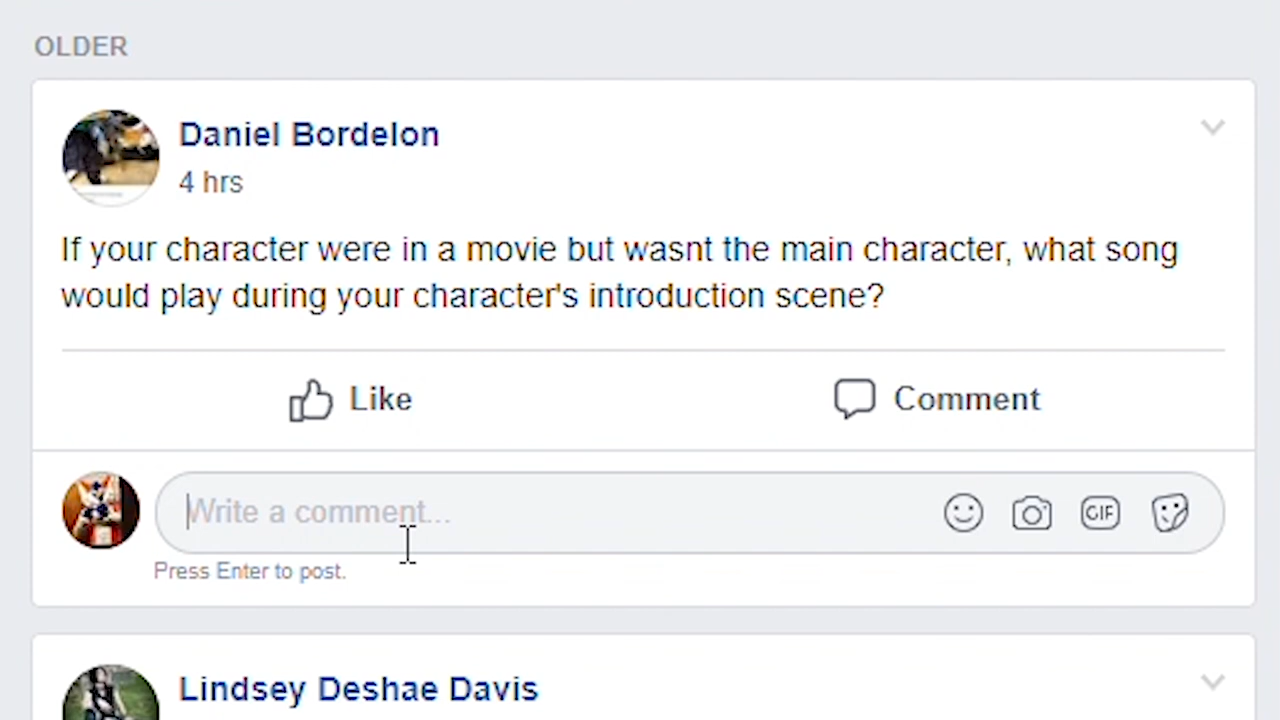 OLDER
Daniel Bordelon
4 hrs
If your character were in a movie but wasnt the main character, what song
would play during your character's introduction scene?
Like
Comment
Write a comment...
GIF
Press Enter to post.
Lindsey Deshae Davis